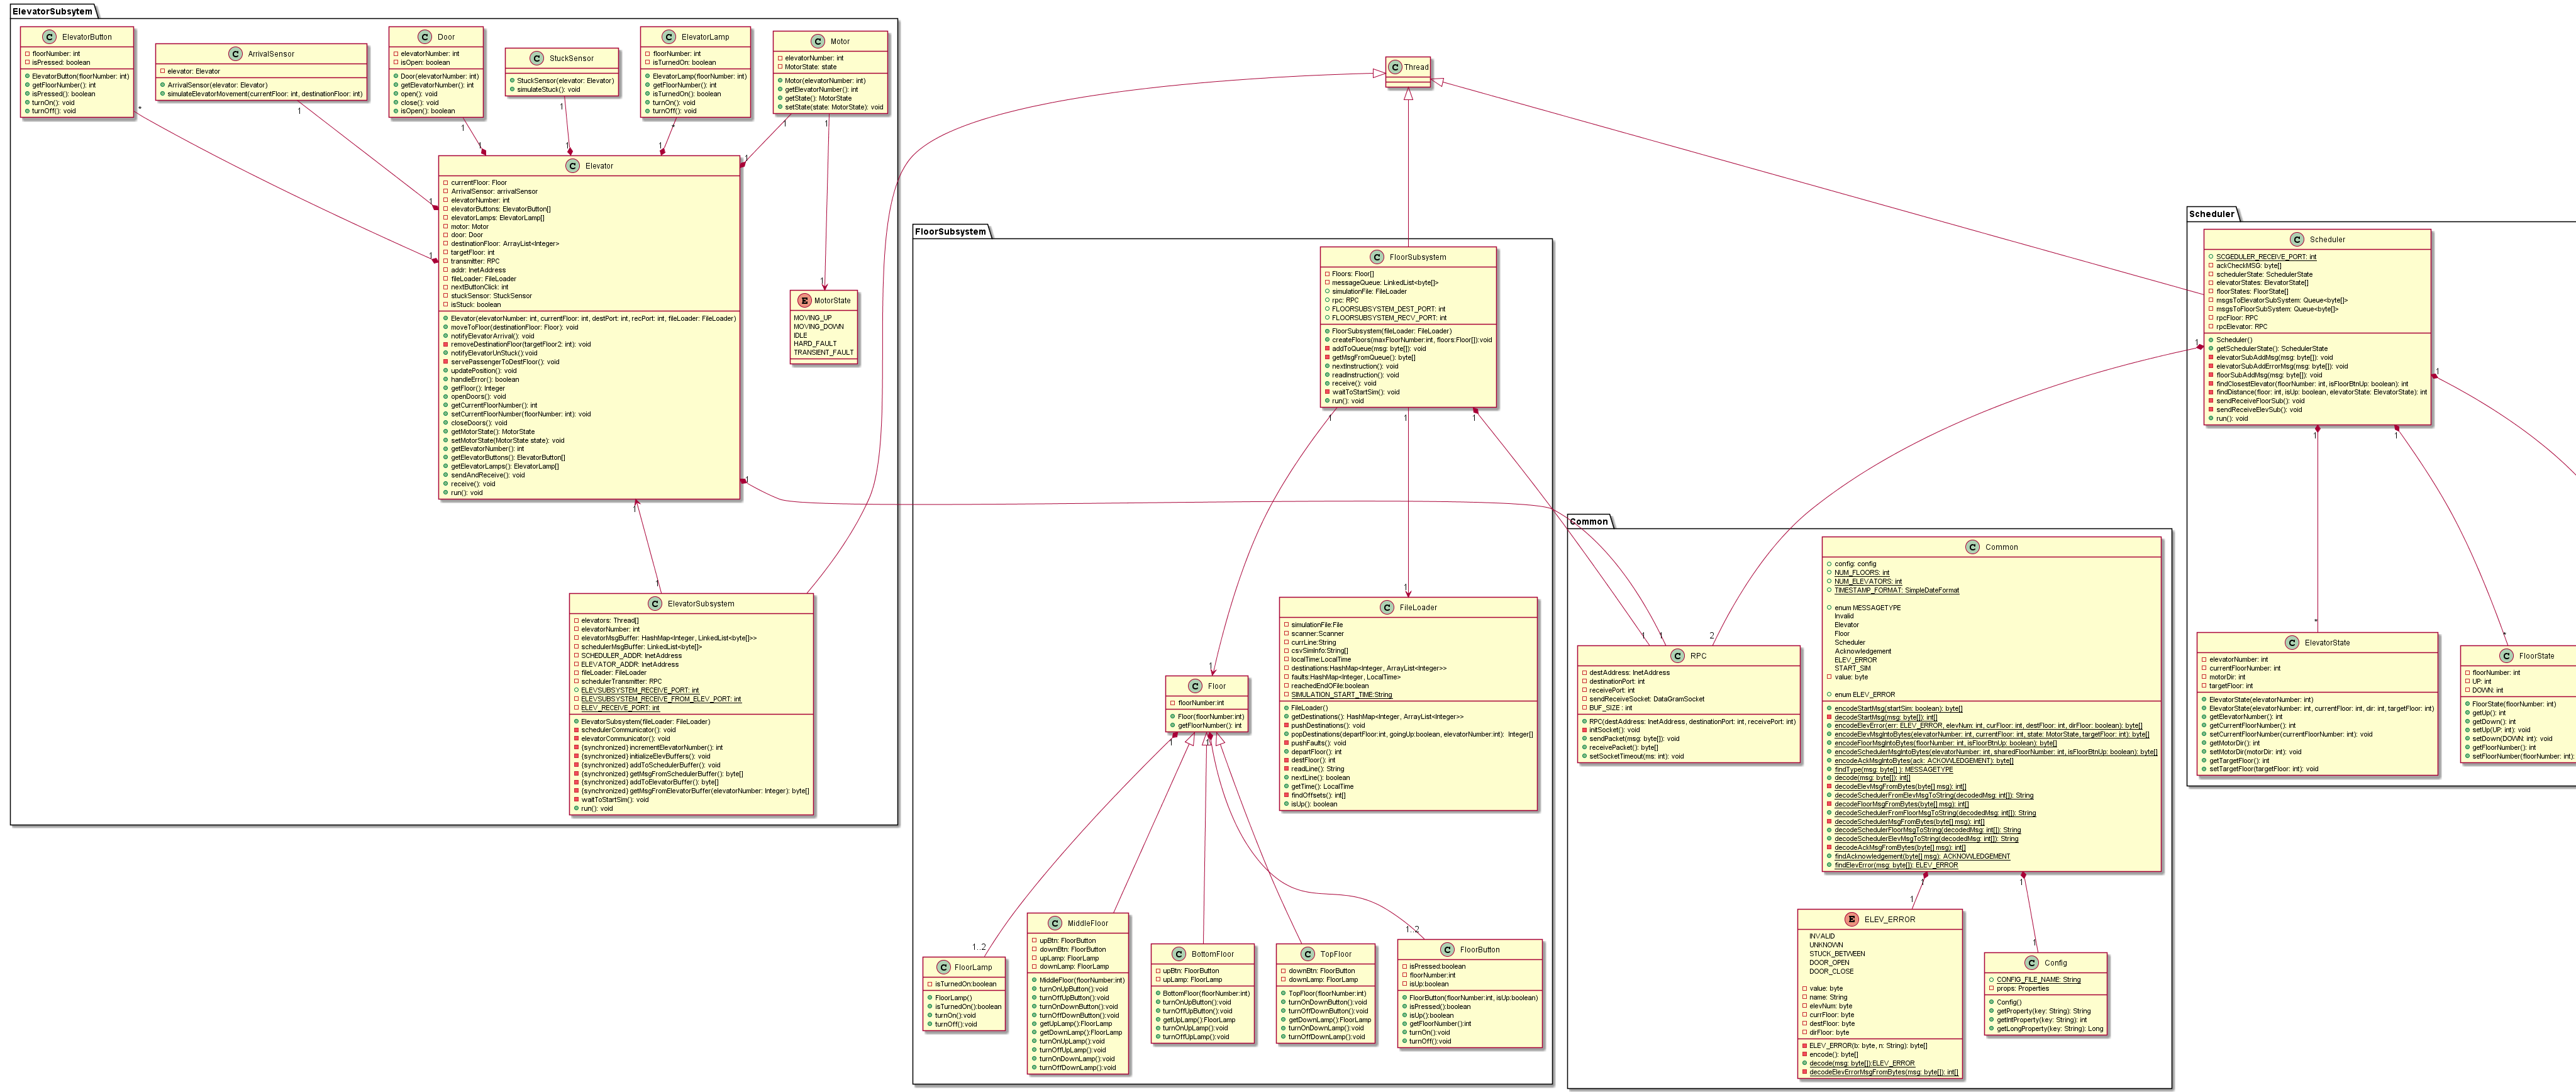 ElevatorSubsytem
ElevatorButton
floorNumber: int
isPressed: boolean
ElevatorButton(floorNumber: int)
getFloorNumber(): int
isPressed(): boolean
turnOn(): void
turnOff(): void
ArrivalSensor
elevator: Elevator
ArrivalSensor(elevator: Elevator)
simulateElevatorMovement(currentFloor: int, destinationFloor: int)
Door
elevatorNumber: int
isOpen: boolean
Door(elevatorNumber: int)
getElevatorNumber(): int
open(): void
close(): void
isOpen(): boolean
StuckSensor
StuckSensor(elevator: Elevator)
simulateStuck(): void
ElevatorLamp
floorNumber: int
isTurnedOn: boolean
ElevatorLamp(floorNumber: int)
getFloorNumber(): int
isTurnedOn(): boolean
turnOn(): void
turnOff(): void
Motor
elevatorNumber: int
MotorState: state
Motor(elevatorNumber: int)
getElevatorNumber(): int
getState(): MotorState
setState(state: MotorState): void
* 1 1 1 * 1 1
1 1 1 1
Elevator
currentFloor: Floor
ArrivalSensor: arrivalSensor
elevatorNumber: int
elevatorButtons: ElevatorButton[]
elevatorLamps: ElevatorLamp[]
motor: Motor
door: Door
destinationFloor: ArrayList<Integer>
targetFloor: int
transmitter: RPC
addr: InetAddress
fileLoader: FileLoader
nextButtonClick: int
stuckSensor: StuckSensor
isStuck: boolean
Elevator(elevatorNumber: int, currentFloor: int, destPort: int, recPort: int, fileLoader: FileLoader)
moveToFloor(destinationFloor: Floor): void
notifyElevatorArrival(): void
removeDestinationFloor(targetFloor2: int): void
notifyElevatorUnStuck():void
servePassengerToDestFloor(): void
updatePosition(): void
handleError(): boolean
getFloor(): Integer
openDoors(): void
getCurrentFloorNumber(): int
setCurrentFloorNumber(floorNumber: int): void
closeDoors(): void
getMotorState(): MotorState
setMotorState(MotorState state): void
getElevatorNumber(): int
getElevatorButtons(): ElevatorButton[]
getElevatorLamps(): ElevatorLamp[]
sendAndReceive(): void
receive(): void
run(): void
1
1
1
1
1
1
MotorState
MOVING_UP
MOVING_DOWN
IDLE
HARD_FAULT
TRANSIENT_FAULT
ElevatorSubsystem
elevators: Thread[]
elevatorNumber: int
elevatorMsgBuffer: HashMap<Integer, LinkedList<byte[]>>
schedulerMsgBuffer: LinkedList<byte[]>
SCHEDULER_ADDR: InetAddress
ELEVATOR_ADDR: InetAddress
fileLoader: FileLoader
schedulerTransmitter: RPC
ELEVSUBSYSTEM_RECEIVE_PORT: int
ELEVSUBSYSTEM_RECEIVE_FROM_ELEV_PORT: int
ELEV_RECEIVE_PORT: int
ElevatorSubsystem(fileLoader: FileLoader)
schedulerCommunicator(): void
elevatorCommunicator(): void
{synchronized} incrementElevatorNumber(): int
{synchronized} initializeElevBuffers(): void
{synchronized} addToSchedulerBuffer(): void
{synchronized} getMsgFromSchedulerBuffer(): byte[]
{synchronized} addToElevatorBuffer(): byte[]
{synchronized} getMsgFromElevatorBuffer(elevatorNumber: Integer): byte[]
waitToStartSim(): void
run(): void
Thread
FloorSubsystem
FloorSubsystem
Floors: Floor[]
messageQueue: LinkedList<byte[]>
simulationFile: FileLoader
rpc: RPC
FLOORSUBSYSTEM_DEST_PORT: int
FLOORSUBSYSTEM_RECV_PORT: int
FloorSubsystem(fileLoader: FileLoader)
createFloors(maxFloorNumber:int, floors:Floor[]):void
addToQueue(msg: byte[]): void
getMsgFromQueue(): byte[]
nextInstruction(): void
readInstruction(): void
receive(): void
waitToStartSim(): void
run(): void
1 1 1
1
1
FileLoader
simulationFile:File
scanner:Scanner
currLine:String
csvSimInfo:String[]
localTime:LocalTime
destinations:HashMap<Integer, ArrayList<Integer>>
faults:HashMap<Integer, LocalTime>
reachedEndOFile:boolean
SIMULATION_START_TIME:String
FileLoader()
getDestinations(): HashMap<Integer, ArrayList<Integer>>
pushDestinations(): void
popDestinations(departFloor:int, goingUp:boolean, elevatorNumber:int): Integer[]
pushFaults(): void
departFloor(): int
destFloor(): int
readLine(): String
nextLine(): boolean
getTime(): LocalTime
findOffsets(): int[]
isUp(): boolean
Floor
floorNumber:int
Floor(floorNumber:int)
getFloorNumber(): int
1 1
1..2
1..2
FloorLamp
isTurnedOn:boolean
FloorLamp()
isTurnedOn():boolean
turnOn():void
turnOff():void
MiddleFloor
upBtn: FloorButton
downBtn: FloorButton
upLamp: FloorLamp
downLamp: FloorLamp
MiddleFloor(floorNumber:int)
turnOnUpButton():void
turnOffUpButton():void
turnOnDownButton():void
turnOffDownButton():void
getUpLamp():FloorLamp
getDownLamp():FloorLamp
turnOnUpLamp():void
turnOffUpLamp():void
turnOnDownLamp():void
turnOffDownLamp():void
BottomFloor
upBtn: FloorButton
upLamp: FloorLamp
BottomFloor(floorNumber:int)
turnOnUpButton():void
turnOffUpButton():void
getUpLamp():FloorLamp
turnOnUpLamp():void
turnOffUpLamp():void
TopFloor
downBtn: FloorButton
downLamp: FloorLamp
TopFloor(floorNumber:int)
turnOnDownButton():void
turnOffDownButton():void
getDownLamp():FloorLamp
turnOnDownLamp():void
turnOffDownLamp():void
FloorButton
isPressed:boolean
floorNumber:int
isUp:boolean
FloorButton(floorNumber:int, isUp:boolean)
isPressed():boolean
isUp():boolean
getFloorNumber():int
turnOn():void
turnOff():void
Common
1 1 2
RPC
destAddress: InetAddress
destinationPort: int
receivePort: int
sendReceiveSocket: DataGramSocket
BUF_SIZE : int
RPC(destAddress: InetAddress, destinationPort: int, receivePort: int)
initSocket(): void
sendPacket(msg: byte[]): void
receivePacket(): byte[]
setSocketTimeout(ms: int): void
Common
config: config
NUM_FLOORS: int
NUM_ELEVATORS: int
TIMESTAMP_FORMAT: SimpleDateFormat
enum MESSAGETYPE
Invalid
Elevator
Floor
Scheduler
Acknowledgement
ELEV_ERROR
START_SIM
value: byte
enum ELEV_ERROR
encodeStartMsg(startSim: boolean): byte[]
decodeStartMsg(msg: byte[]): int[]
encodeElevError(err: ELEV_ERROR, elevNum: int, curFloor: int, destFloor: int, dirFloor: boolean): byte[]
encodeElevMsgIntoBytes(elevatorNumber: int, currentFloor: int, state: MotorState, targetFloor: int): byte[]
encodeFloorMsgIntoBytes(floorNumber: int, isFloorBtnUp: boolean): byte[]
encodeSchedulerMsgIntoBytes(elevatorNumber: int, sharedFloorNumber: int, isFloorBtnUp: boolean): byte[]
encodeAckMsgIntoBytes(ack: ACKOWLEDGEMENT): byte[]
findType(msg: byte[] ): MESSAGETYPE
decode(msg: byte[]): int[]
decodeElevMsgFromBytes(byte[] msg): int[]
decodeSchedulerFromElevMsgToString(decodedMsg: int[]): String
decodeFloorMsgFromBytes(byte[] msg): int[]
decodeSchedulerFromFloorMsgToString(decodedMsg: int[]): String
decodeSchedulerMsgFromBytes(byte[] msg): int[]
decodeSchedulerFloorMsgToString(decodedMsg: int[]): String
decodeSchedulerElevMsgToString(decodedMsg: int[]): String
decodeAckMsgFromBytes(byte[] msg): int[]
findAcknowledgement(byte[] msg): ACKNOWLEDGEMENT
findElevError(msg: byte[]): ELEV_ERROR
1 1
1
1
ELEV_ERROR
INVALID
UNKNOWN
STUCK_BETWEEN
DOOR_OPEN
DOOR_CLOSE
value: byte
name: String
elevNum: byte
currFloor: byte
destFloor: byte
dirFloor: byte
ELEV_ERROR(b: byte, n: String): byte[]
encode(): byte[]
decode(msg: byte[]):ELEV_ERROR
decodeElevErrorMsgFromBytes(msg: byte[]): int[]
Config
CONFIG_FILE_NAME: String
props: Properties
Config()
getProperty(key: String): String
getIntProperty(key: String): int
getLongProperty(key: String): Long
Scheduler
Scheduler
SCGEDULER_RECEIVE_PORT: int
ackCheckMSG: byte[]
schedulerState: SchedulerState
elevatorStates: ElevatorState[]
floorStates: FloorState[]
msgsToElevatorSubSystem: Queue<byte[]>
msgsToFloorSubSystem: Queue<byte[]>
rpcFloor: RPC
rpcElevator: RPC
Scheduler()
getSchedulerState(): SchedulerState
elevatorSubAddMsg(msg: byte[]): void
elevatorSubAddErrorMsg(msg: byte[]): void
floorSubAddMsg(msg: byte[]): void
findClosestElevator(floorNumber: int, isFloorBtnUp: boolean): int
findDistance(floor: int, isUp: boolean, elevatorState: ElevatorState): int
sendReceiveFloorSub(): void
sendReceiveElevSub(): void
run(): void
1
1
1 1
* *
ElevatorState
elevatorNumber: int
currentFloorNumber: int
motorDir: int
targetFloor: int
ElevatorState(elevatorNumber: int)
ElevatorState(elevatorNumber: int, currentFloor: int, dir: int, targetFloor: int)
getElevatorNumber(): int
getCurrentFloorNumber(): int
setCurrentFloorNumber(currentFloorNumber: int): void
getMotorDir(): int
setMotorDir(motorDir: int): void
getTargetFloor(): int
setTargetFloor(targetFloor: int): void
FloorState
floorNumber: int
UP: int
DOWN: int
FloorState(floorNumber: int)
getUp(): int
getDown(): int
setUp(UP: int): void
setDown(DOWN: int): void
getFloorNumber(): int
setFloorNumber(floorNumber: int):